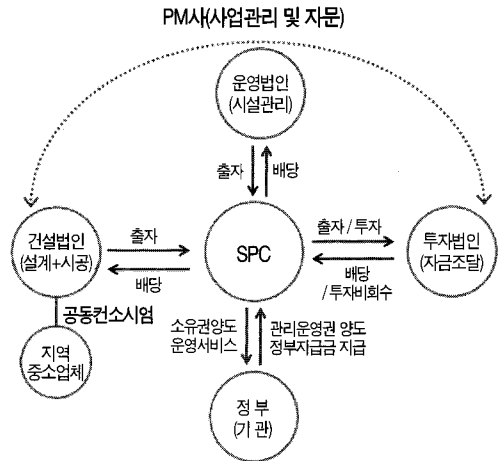 PM사(사업관리 및 자문)
운영법인
(시설관리)
출자
배당
건설법인
(설계+시공)
출자
배당
SPC
출자 / 투자
배당
/ 투자비회수
투자법인
(자금조달)
공동컨소시엄
지역
중소업체
소유권양도
운영서비스
관리운영권 양도
정부지급금 지급
정 부
(기 관)